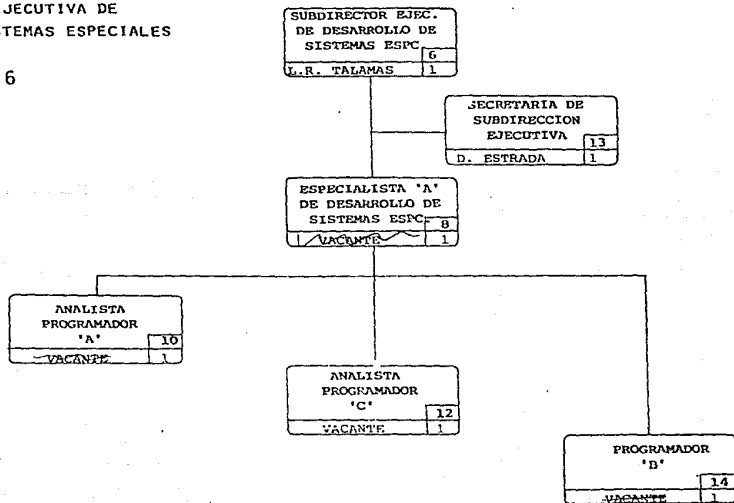 JECUTIVA DE
TEMAS ESPECIALES
6
SUBDIRECTOR EJEC.
DE DESARROLLO DE
SISTEMAS ESPC
6
L.R. TALAMAS 1
SECRETARIA DE
SUBDIRECCION
EJECUTIVA
13
D. ESTRADA 1
ESPECIALISTA 'A'
DE DESARROLLO DE
SISTEMAS ESPC
8
VACANTE 1
ANALISTA
PROGRAMADOR
'A'
10
VACANTE 1
ANALISTA
PROGRAMADOR
'C'
12
VACANTE 1
PROGRAMADOR
'B'
14
VACANTE 1